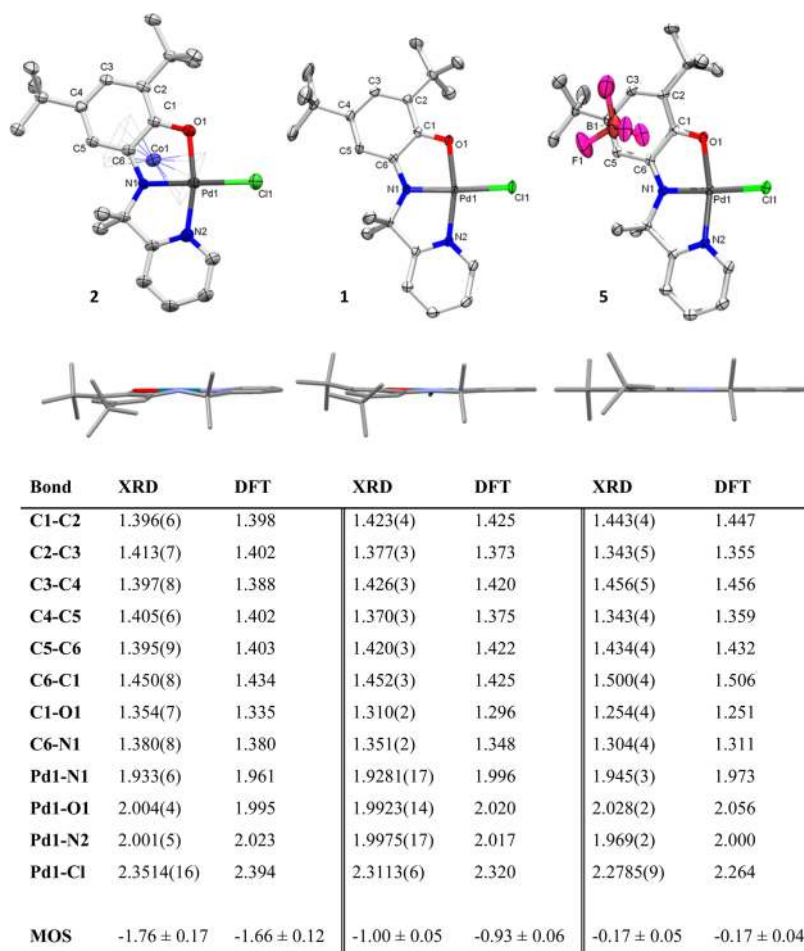 C3
C2
C4
C1
O1
C5
C6
Co1
N1
Pd1
Cl1
N2
2
C3
C2
C4
C1
O1
C5
C6
N1
Pd1
Cl1
N2
1
C3
C2
B1
C1
O1
F1
C5
C6
N1
Pd1
Cl1
N2
5
Bond XRD DFT XRD DFT XRD DFT
C1-C2 1.396(6) 1.398 1.423(4) 1.425 1.443(4) 1.447
C2-C3 1.413(7) 1.402 1.377(3) 1.373 1.343(5) 1.355
C3-C4 1.397(8) 1.388 1.426(3) 1.420 1.456(5) 1.456
C4-C5 1.405(6) 1.402 1.370(3) 1.375 1.343(4) 1.359
C5-C6 1.395(9) 1.403 1.420(3) 1.422 1.434(4) 1.432
C6-C1 1.450(8) 1.434 1.452(3) 1.425 1.500(4) 1.506
C1-O1 1.354(7) 1.335 1.310(2) 1.296 1.254(4) 1.251
C6-N1 1.380(8) 1.380 1.351(2) 1.348 1.304(4) 1.311
Pd1-N1 1.933(6) 1.961 1.9281(17) 1.996 1.945(3) 1.973
Pd1-O1 2.004(4) 1.995 1.9923(14) 2.020 2.028(2) 2.056
Pd1-N2 2.001(5) 2.023 1.9975(17) 2.017 1.969(2) 2.000
Pd1-Cl 2.3514(16) 2.394 2.3113(6) 2.320 2.2785(9) 2.264
MOS -1.76 ± 0.17 -1.66 ± 0.12 -1.00 ± 0.05 -0.93 ± 0.06 -0.17 ± 0.05 -0.17 ± 0.04